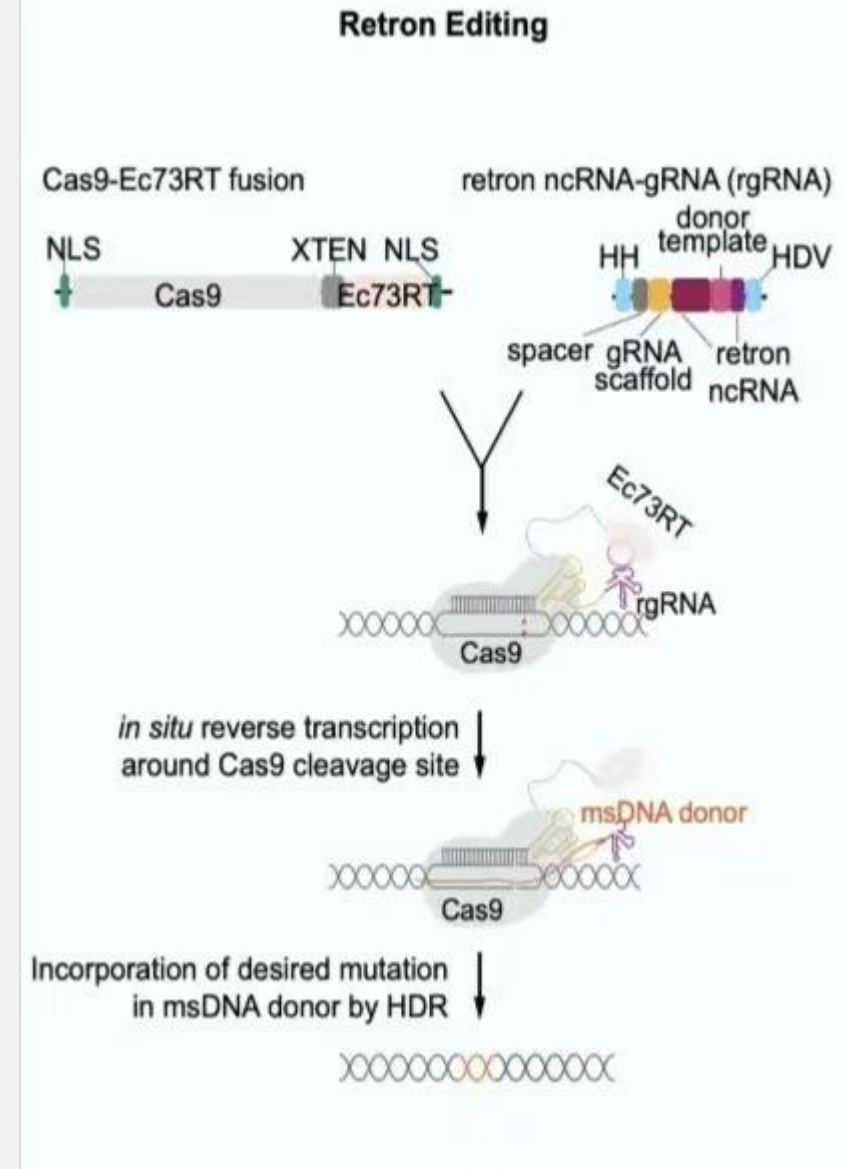 Retron Editing
Cas9-Ec73RT fusion
retron ncRNA-gRNA (rgRNA)
NLS
XTEN
NLS
Cas9
Ec73RT
HH
donor
template
HDV
spacer
gRNA
scaffold
retron
ncRNA
Ec73RT
rgRNA
Cas9
in situ reverse transcription
around Cas9 cleavage site
msDNA donor
Cas9
Incorporation of desired mutation
in msDNA donor by HDR